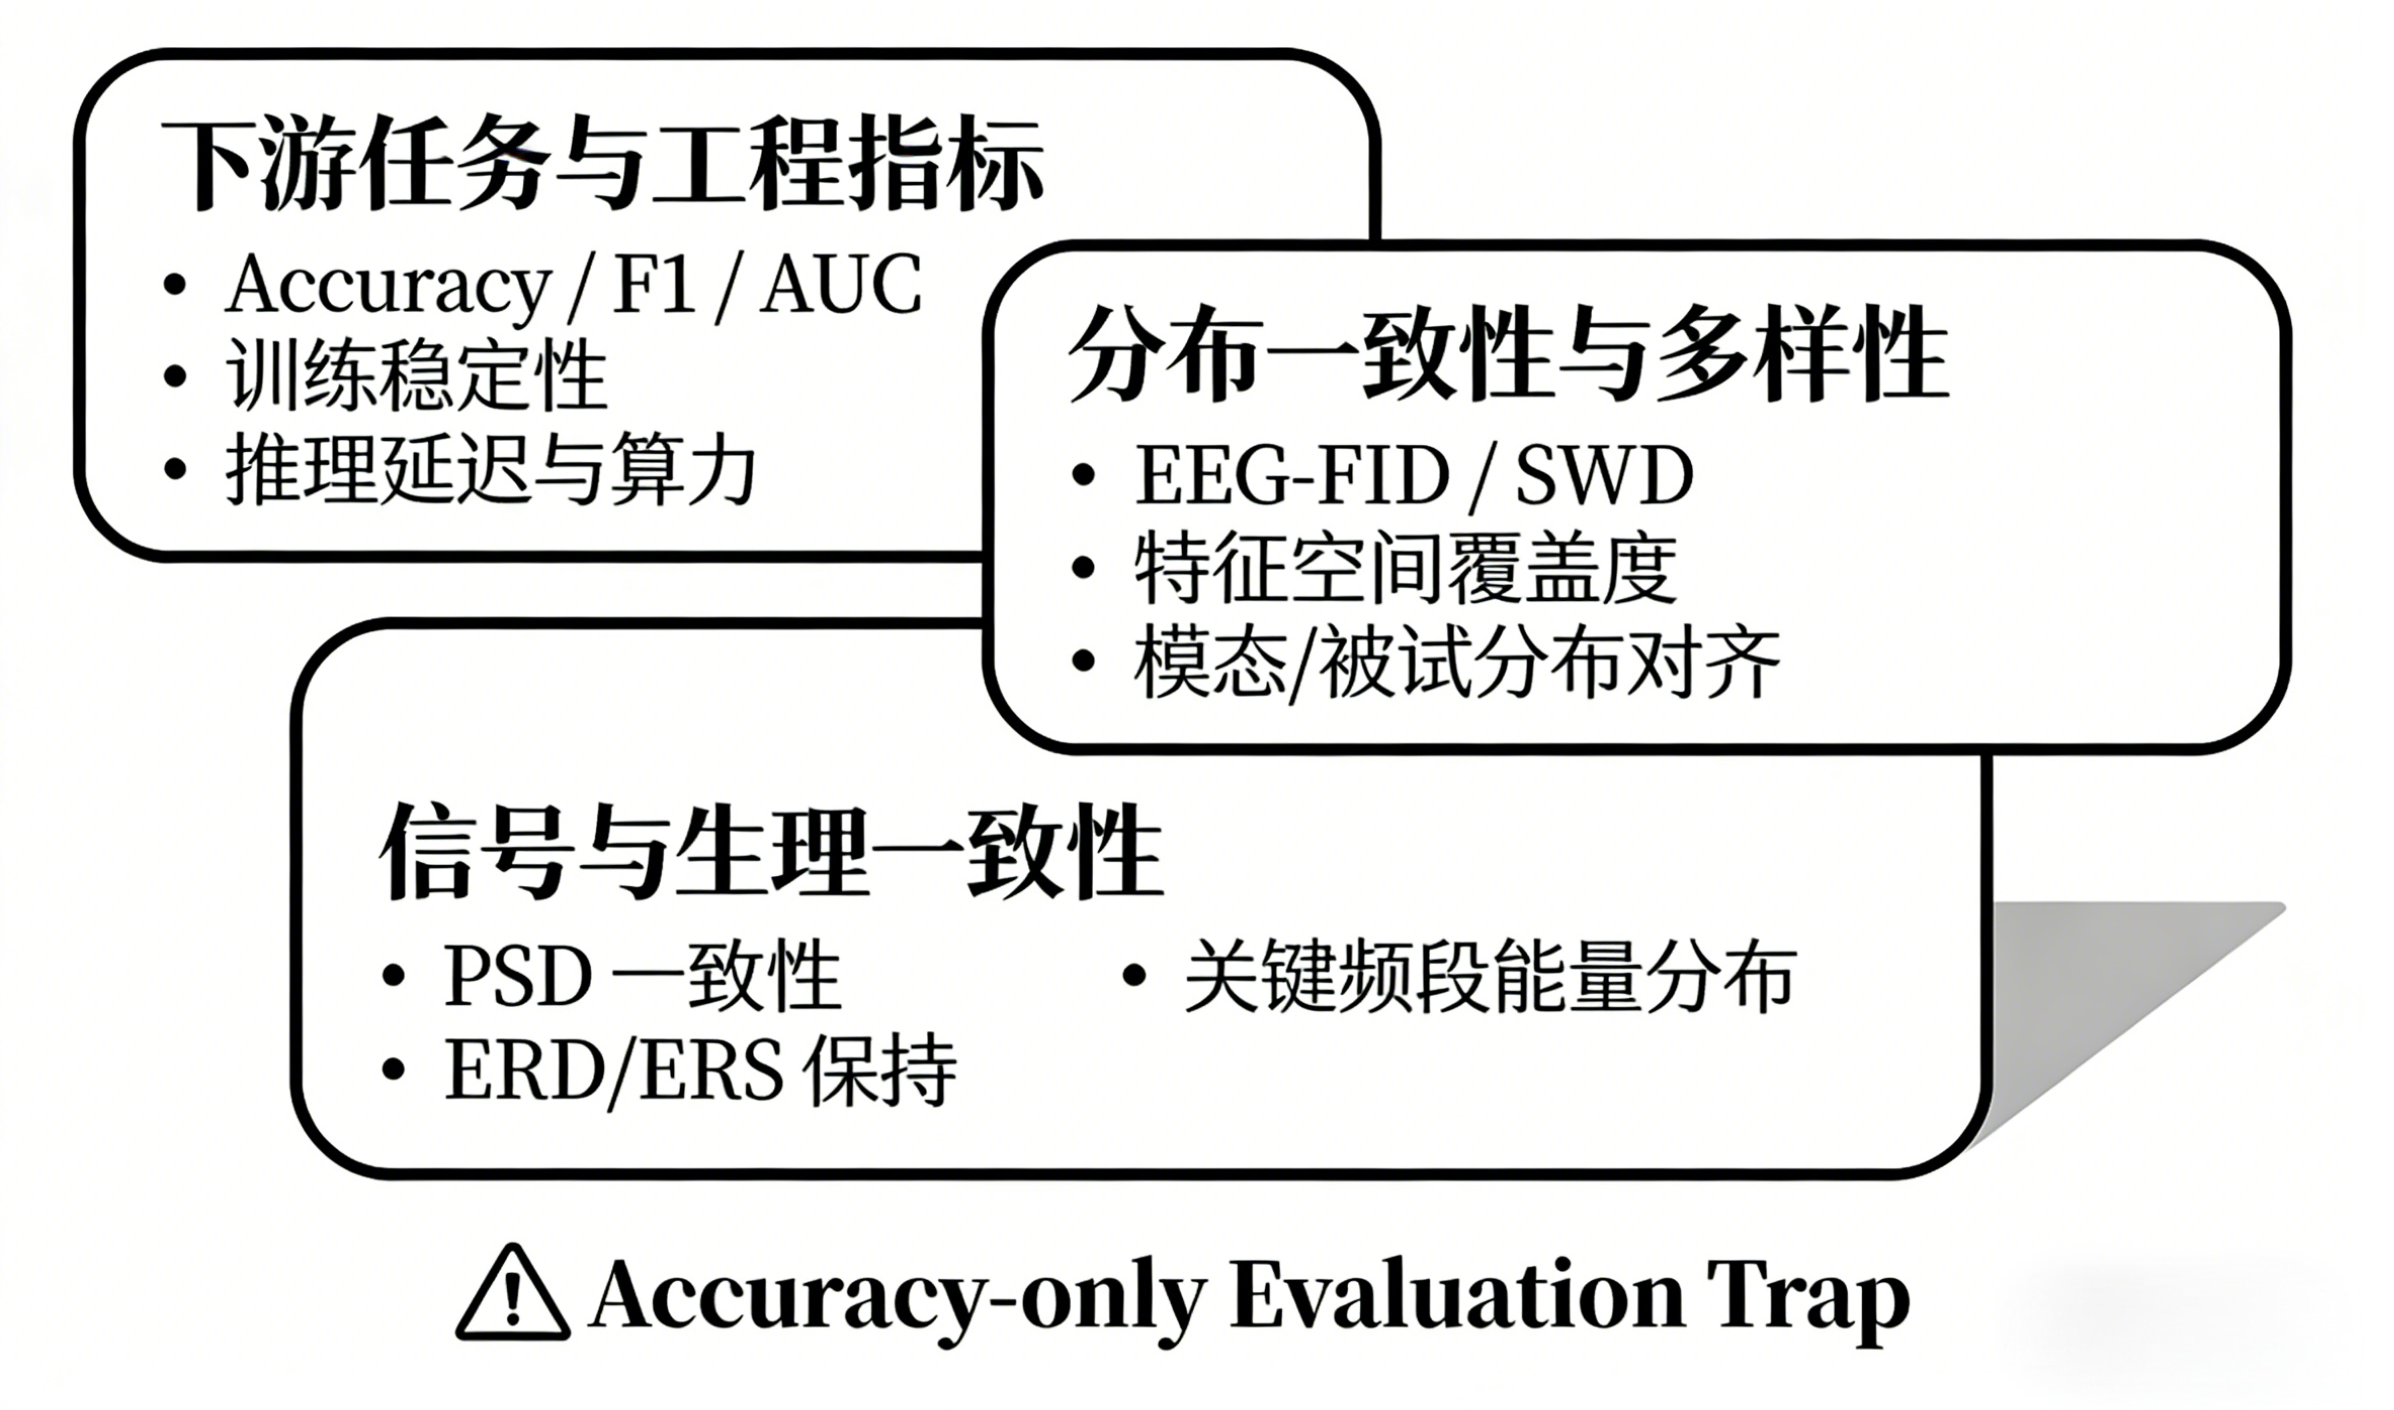 下游任务与工程指标
• Accuracy / F1 / AUC
• 训练稳定性
• 推理延迟与算力
分布一致性与多样性
• EEG-FID / SWD
• 特征空间覆盖度
• 模态/被试分布对齐
信号与生理一致性
• PSD 一致性
• ERD/ERS 保持
• 关键频段能量分布
Accuracy-only Evaluation Trap